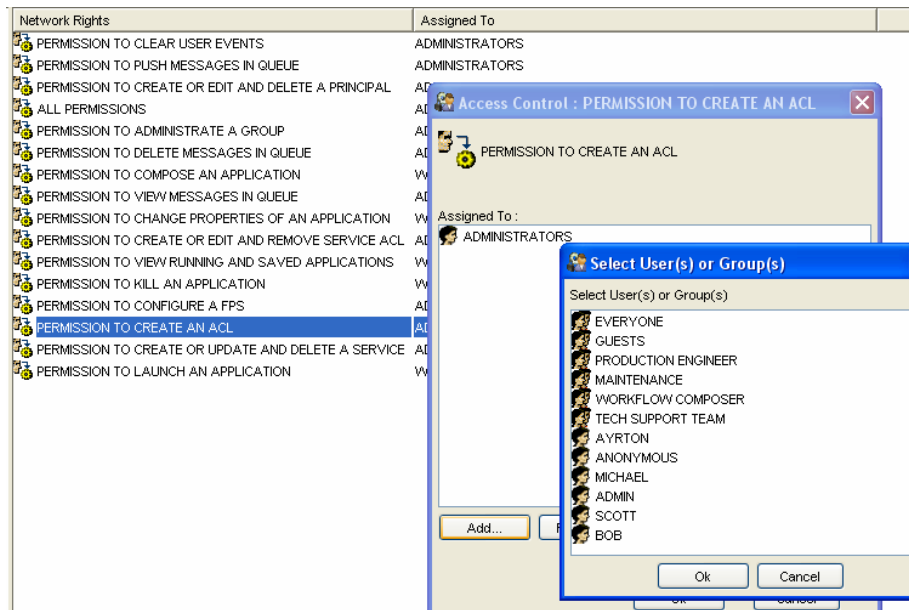 Network Rights Assigned To
PERMISSION TO CLEAR USER EVENTS ADMINISTRATORS
PERMISSION TO PUSH MESSAGES IN QUEUE ADMINISTRATORS
PERMISSION TO CREATE OR EDIT AND DELETE A PRINCIPAL
ALL PERMISSIONS
PERMISSION TO ADMINISTRATE A GROUP
PERMISSION TO DELETE MESSAGES IN QUEUE
PERMISSION TO COMPOSE AN APPLICATION
PERMISSION TO VIEW MESSAGES IN QUEUE
PERMISSION TO CHANGE PROPERTIES OF AN APPLICATION
PERMISSION TO CREATE OR EDIT AND REMOVE SERVICE ACL
PERMISSION TO VIEW RUNNING AND SAVED APPLICATIONS
PERMISSION TO KILL AN APPLICATION
PERMISSION TO CONFIGURE A FPS
PERMISSION TO CREATE AN ACL
PERMISSION TO CREATE OR UPDATE AND DELETE A SERVICE
PERMISSION TO LAUNCH AN APPLICATION
Access Control : PERMISSION TO CREATE AN ACL
PERMISSION TO CREATE AN ACL
Assigned To :
ADMINISTRATORS
Add...
Select User(s) or Group(s)
Select User(s) or Group(s)
EVERYONE
GUESTS
PRODUCTION ENGINEER
MAINTENANCE
WORKFLOW COMPOSER
TECH SUPPORT TEAM
AYRTON
ANONYMOUS
MICHAEL
ADMIN
SCOTT
BOB
Ok Cancel
Ok Cancel